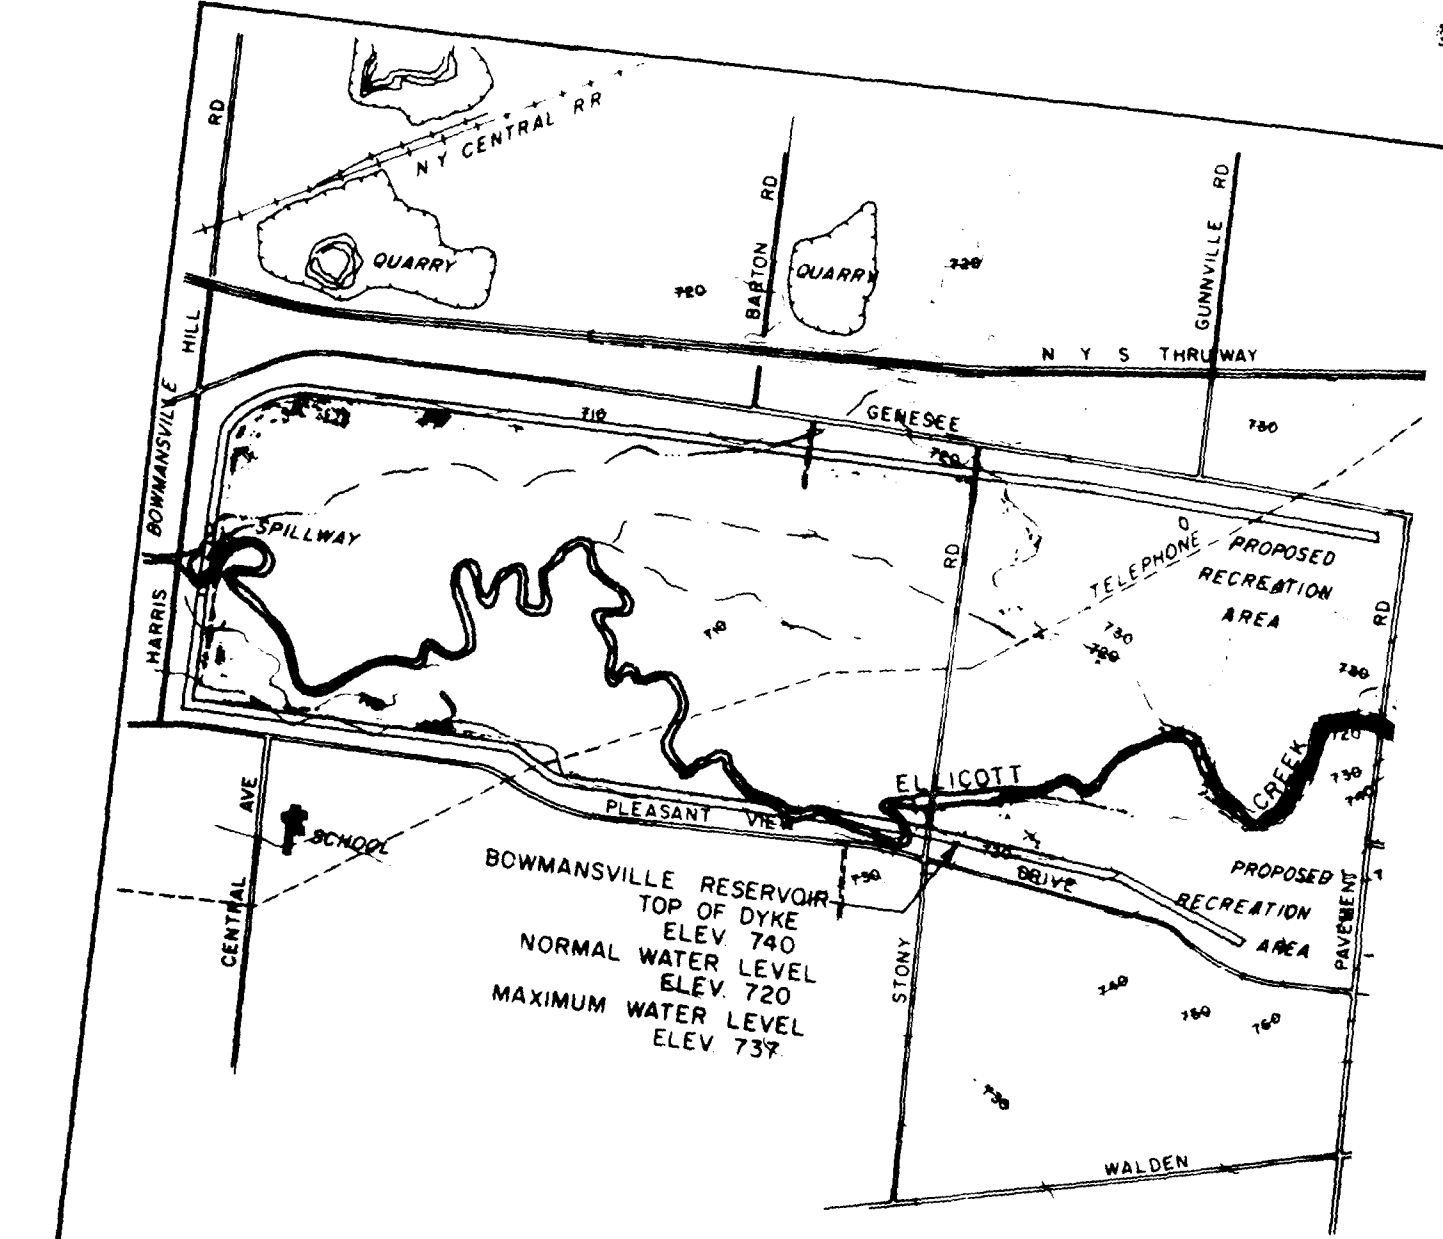 RD
N Y CENTRAL RR
RD
RD
QUARRY
BARTON
QUARRY
720
GUNNVILLE
720
HILL
N Y S THRUWAY
BOWMANSVILLE
710
GENESEE
730
720
SPILLWAY
RD
TELEPHONE
PROPOSED
RECREATION
AREA
RD
HARRIS
710
730
720
730
720
ELLICOTT
CREEK
730
AVE
PLEASANT VIEW
SCHOOL
730
DRIVE
730
BOWMANSVILLE RESERVOIR
TOP OF DYKE
ELEV. 740
NORMAL WATER LEVEL
ELEV. 720
MAXIMUM WATER LEVEL
ELEV. 737
PROPOSED
RECREATION
AREA
PAVEMENT
CENTRAL
STONY
740
750
760
730
WALDEN